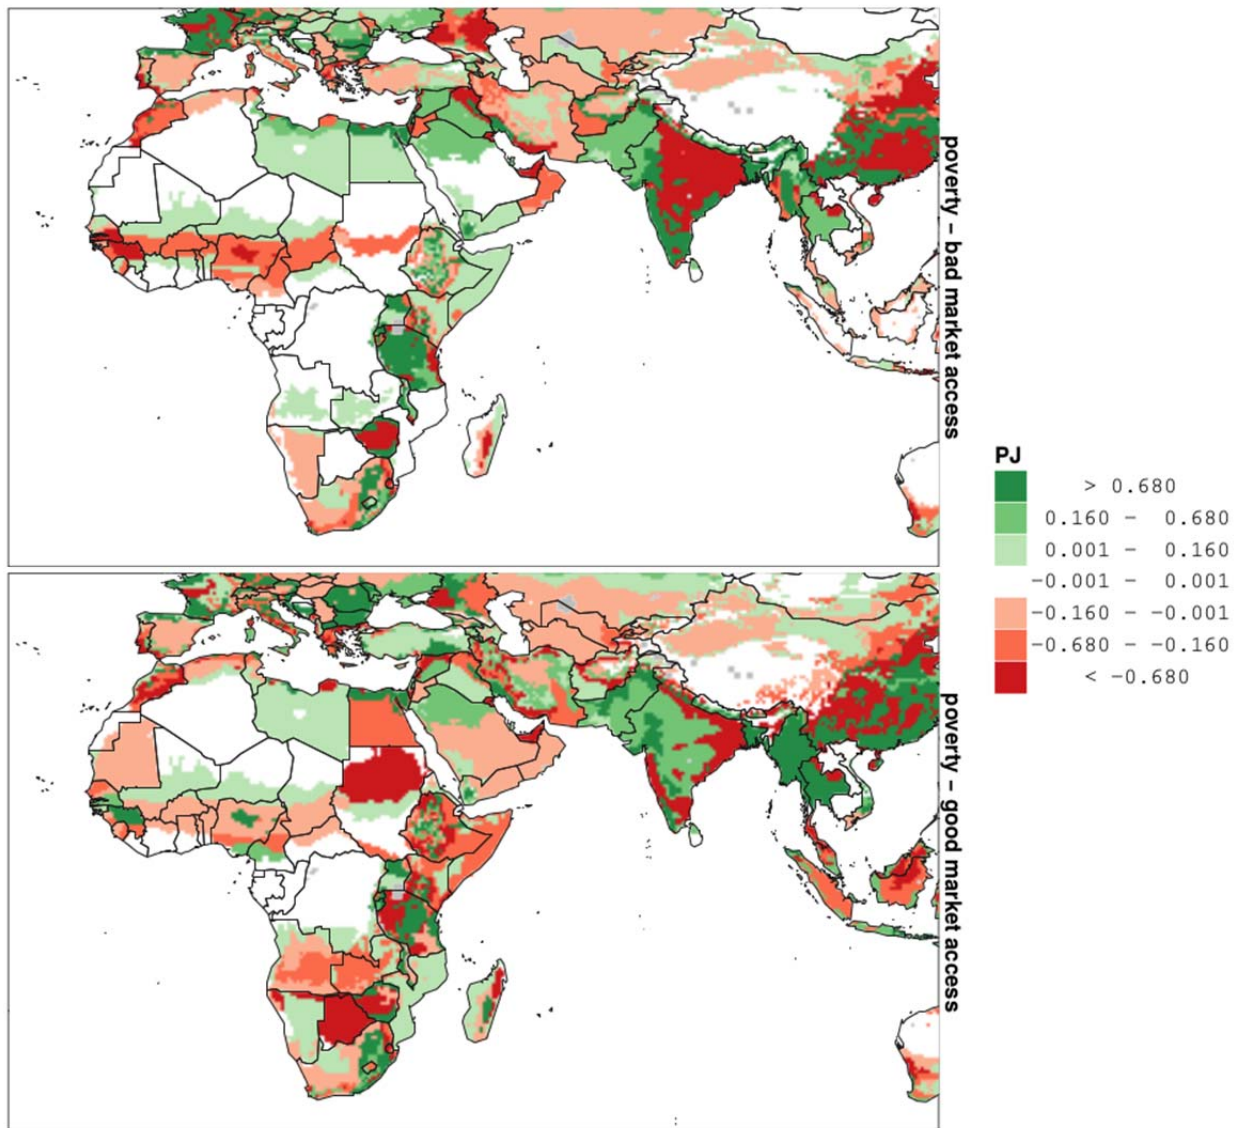 poverty – bad market access
PJ
> 0.680
0.160 – 0.680
0.001 – 0.160
−0.001 – 0.001
−0.160 – −0.001
−0.680 – −0.160
< −0.680
poverty – good market access